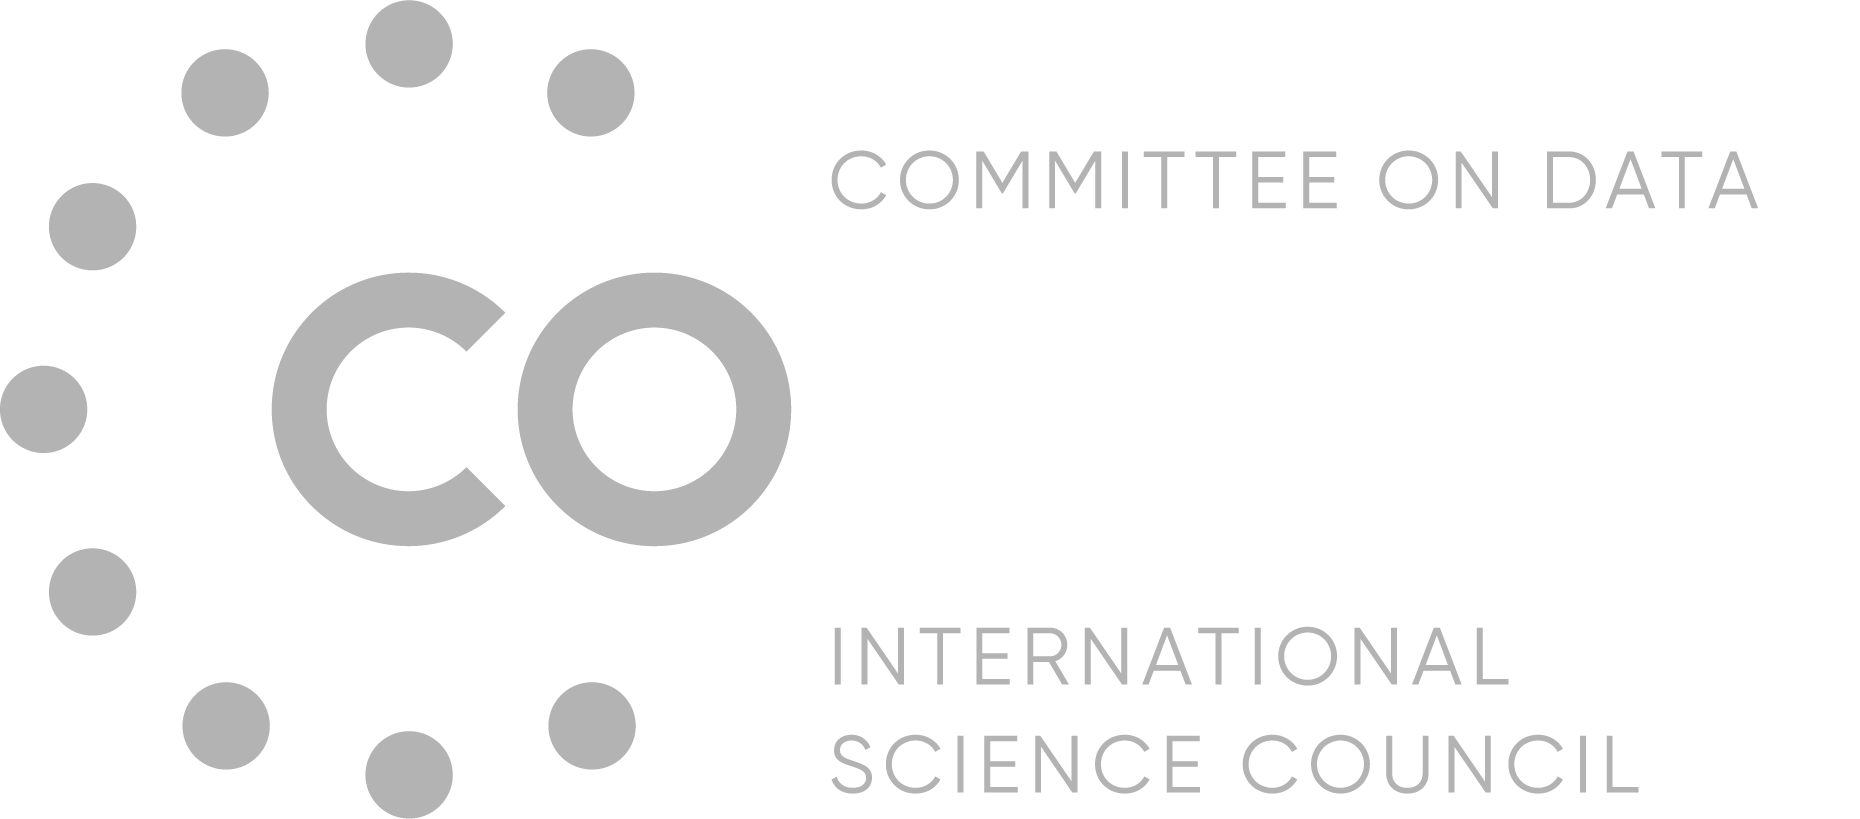 COMMITTEE ON DATA
CO
INTERNATIONAL
SCIENCE COUNCIL